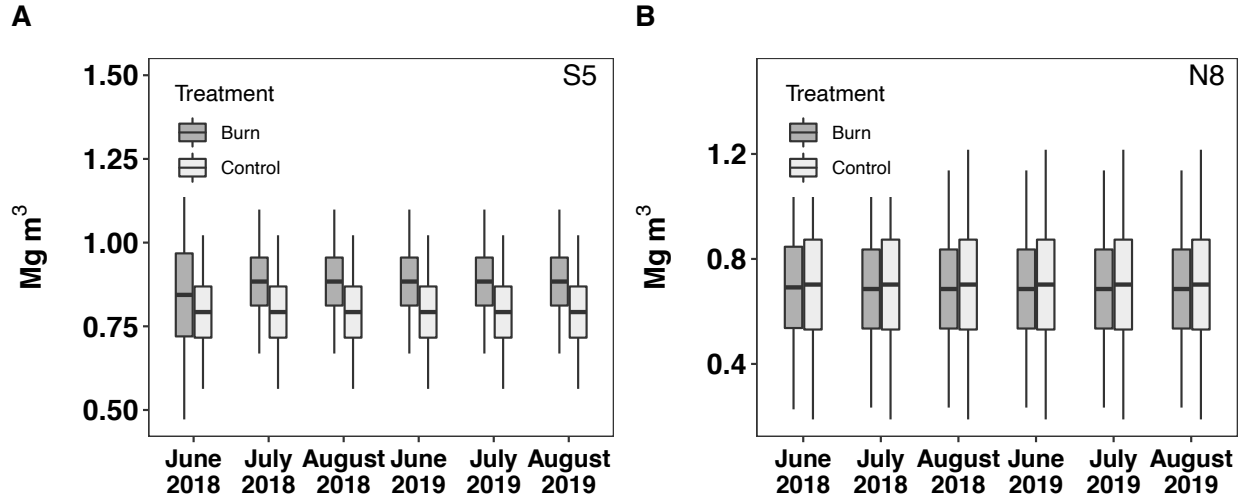 A
Mg m3
1.50
1.25
1.00
0.75
0.50
S5
Treatment
Burn
Control
June July August June July August
2018 2018 2018 2019 2019 2019
B
Mg m3
1.2
0.8
0.4
N8
Treatment
Burn
Control
June July August June July August
2018 2018 2018 2019 2019 2019